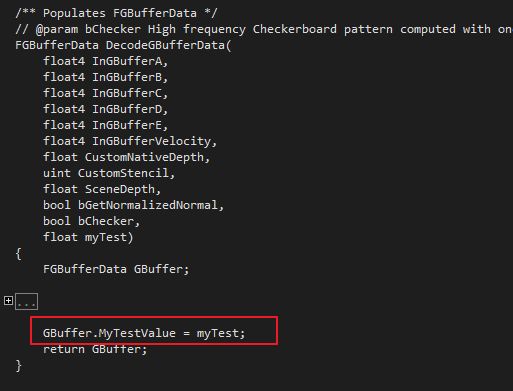 /** Populates FGBufferData */
// @param bChecker High frequency Checkerboard pattern computed with on
FGBufferData DecodeGBufferData(
float4 InGBufferA,
float4 InGBufferB,
float4 InGBufferC,
float4 InGBufferD,
float4 InGBufferE,
float4 InGBufferVelocity,
float CustomNativeDepth,
uint CustomStencil,
float SceneDepth,
bool bGetNormalizedNormal,
bool bChecker,
float myTest)
{
FGBufferData GBuffer;
...
GBuffer.MyTestValue = myTest;
return GBuffer;
}